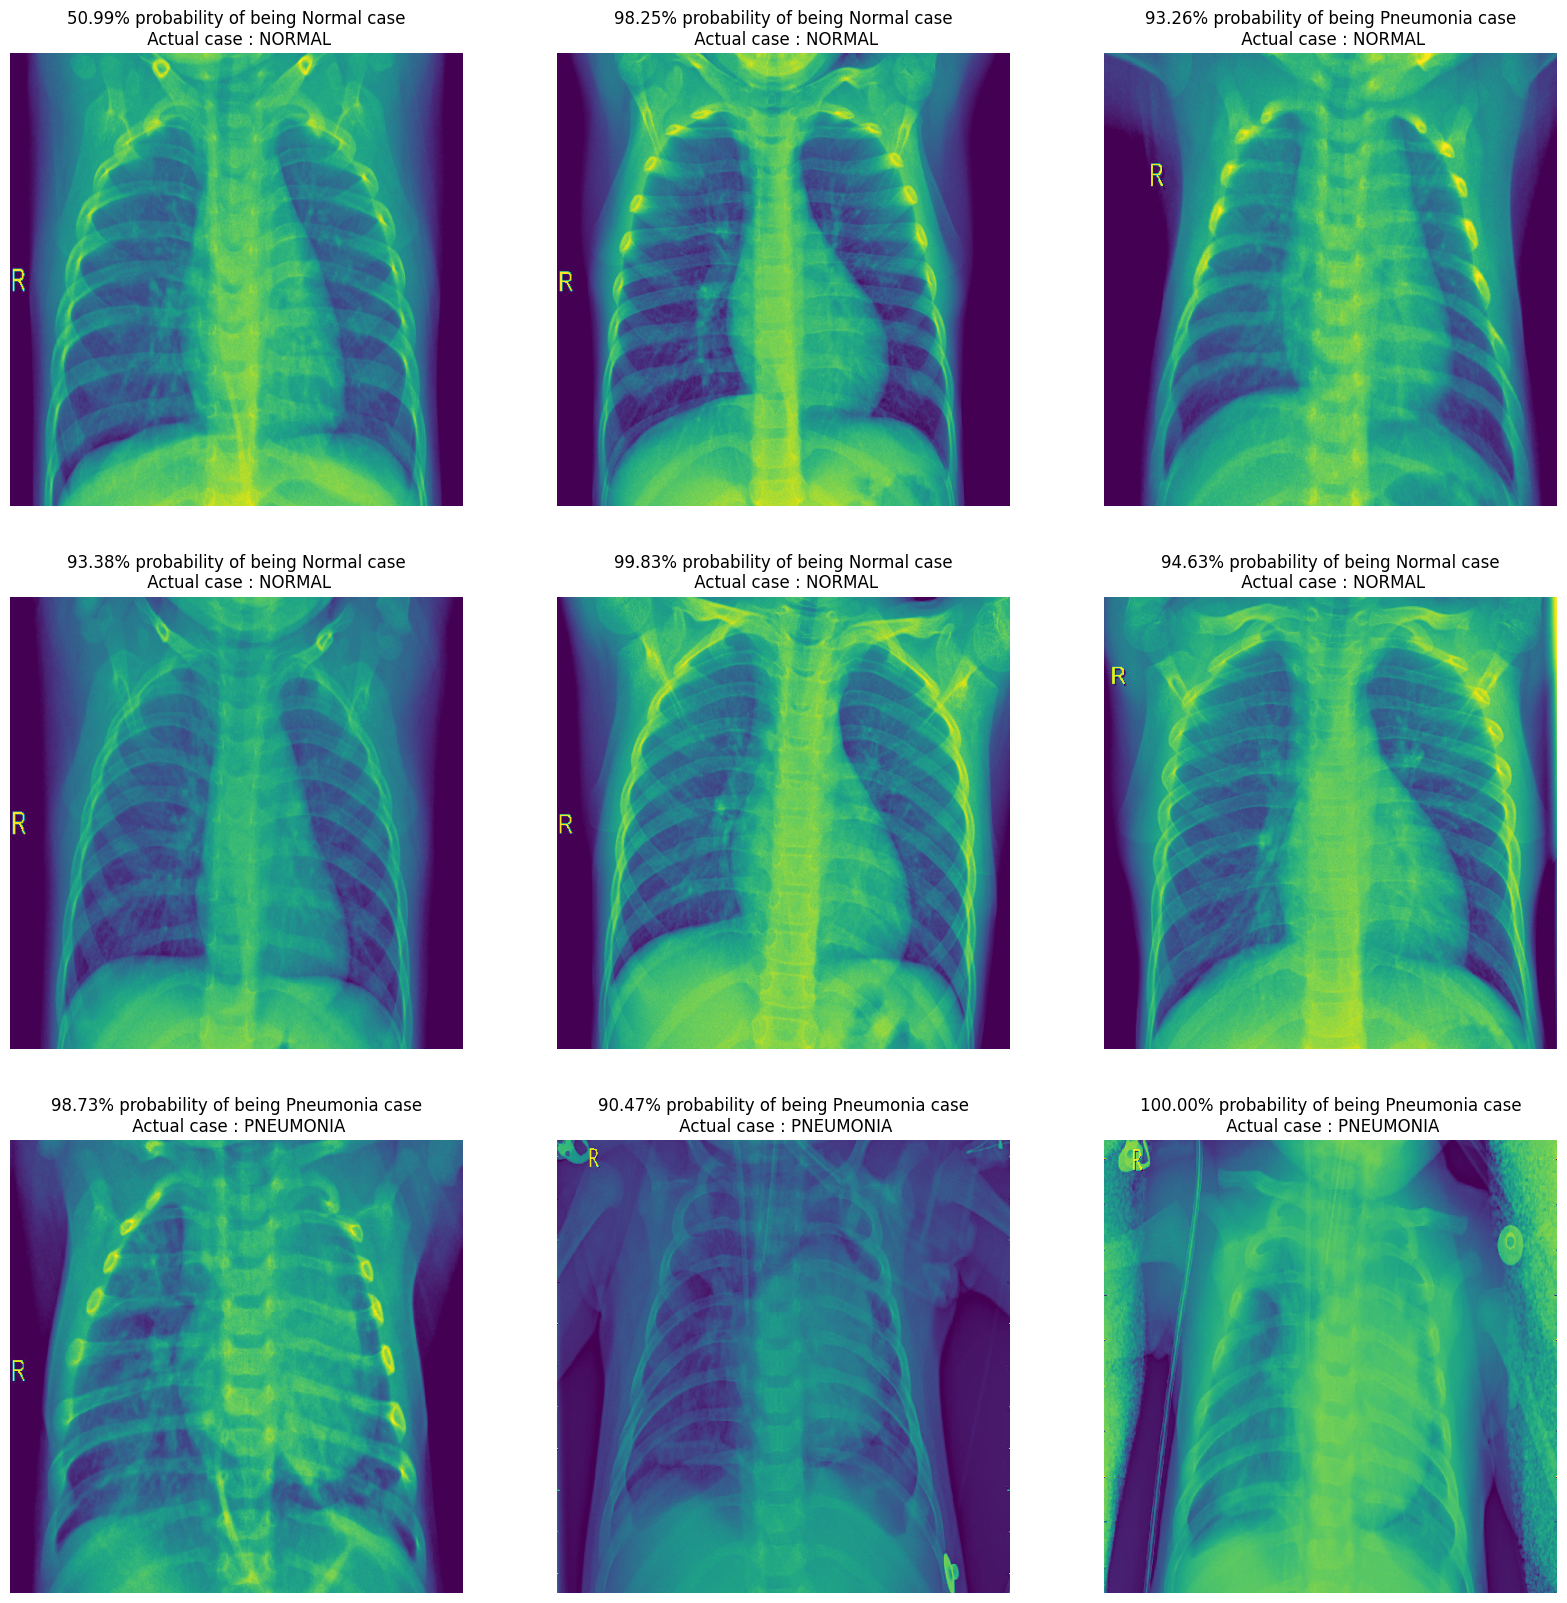 50.99% probability of being Normal case
Actual case : NORMAL
98.25% probability of being Normal case
Actual case : NORMAL
93.26% probability of being Pneumonia case
Actual case : NORMAL
R
R
R
93.38% probability of being Normal case
Actual case : NORMAL
99.83% probability of being Normal case
Actual case : NORMAL
94.63% probability of being Normal case
Actual case : NORMAL
R
R
R
98.73% probability of being Pneumonia case
Actual case : PNEUMONIA
90.47% probability of being Pneumonia case
Actual case : PNEUMONIA
100.00% probability of being Pneumonia case
Actual case : PNEUMONIA
R
R
R